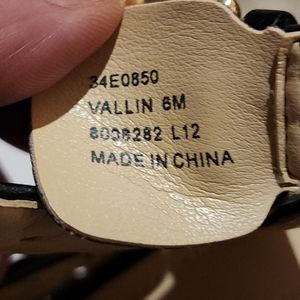 34E0850
VALLIN 6M
8008282 L12
MADE IN CHINA